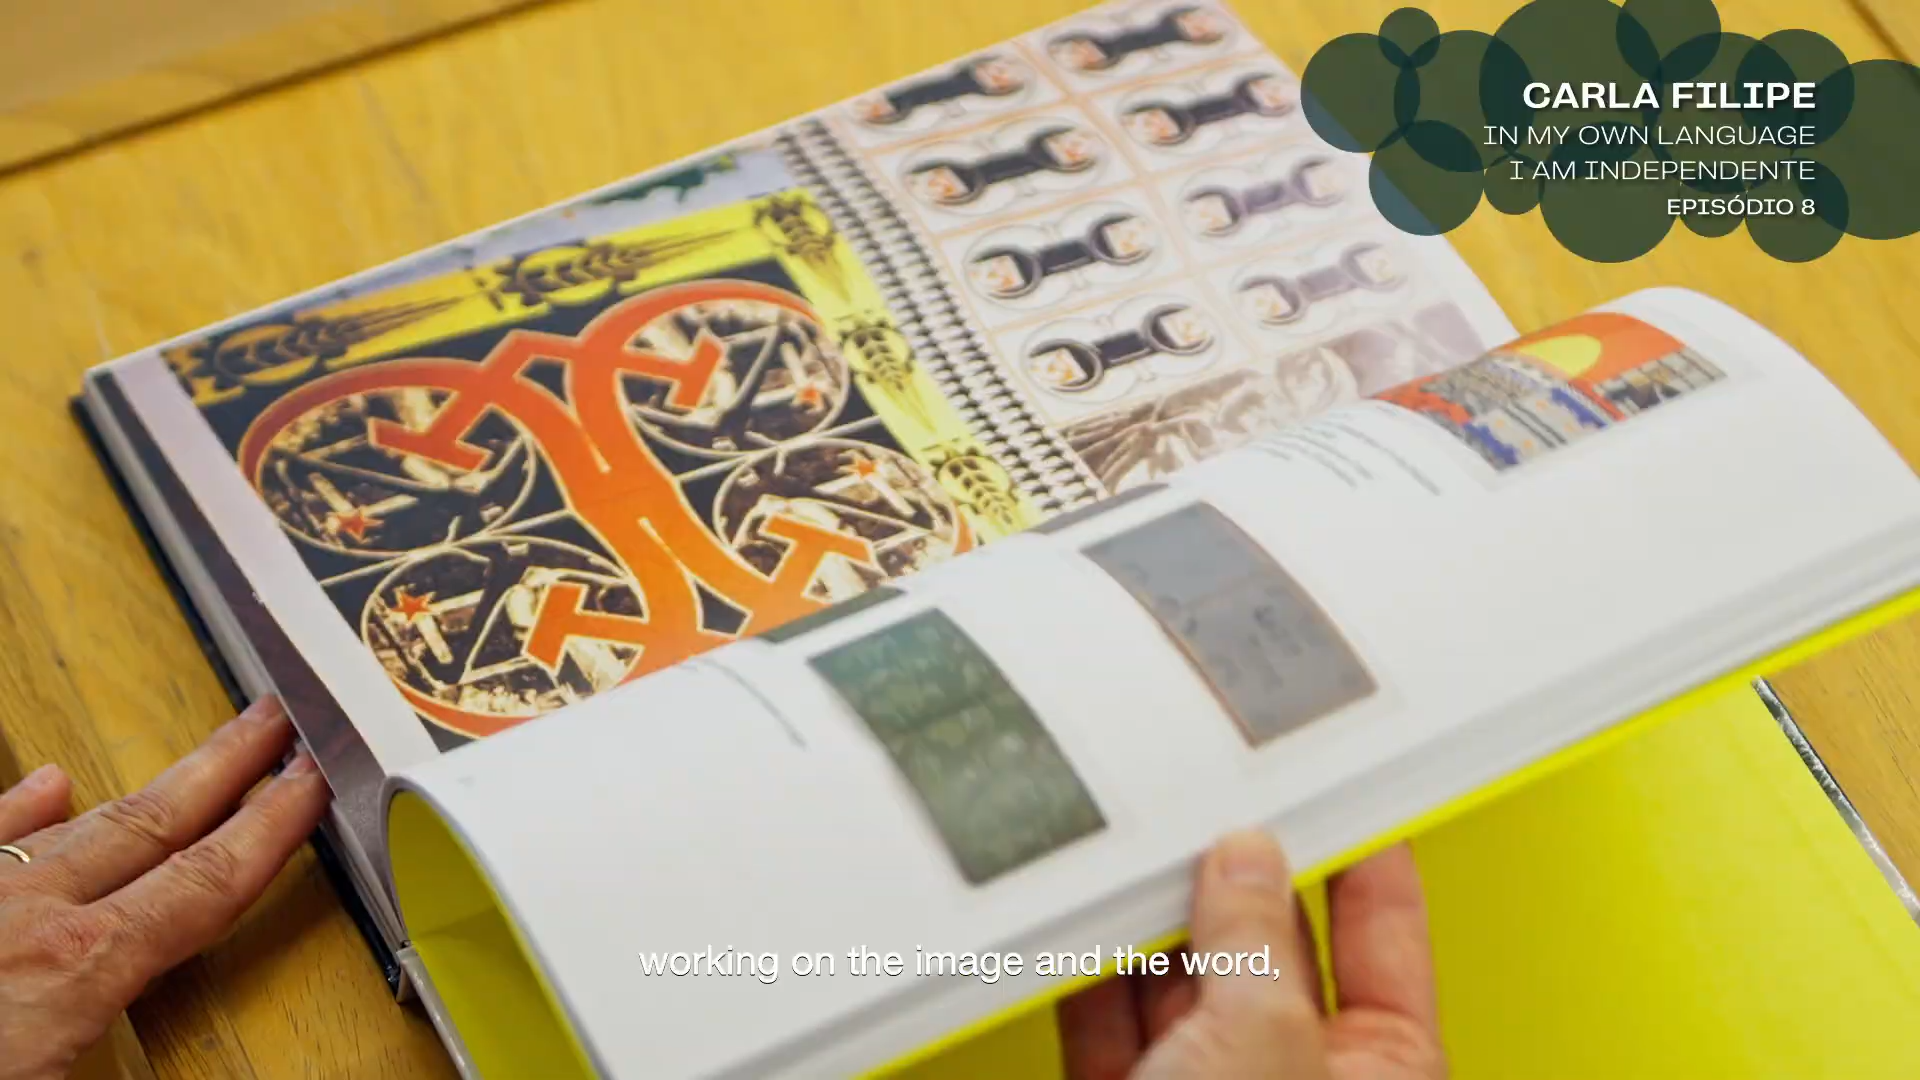 CARLA FILIPE
IN MY OWN LANGUAGE
I AM INDEPENDENTE
EPISÓDIO 8
working on the image and the word,